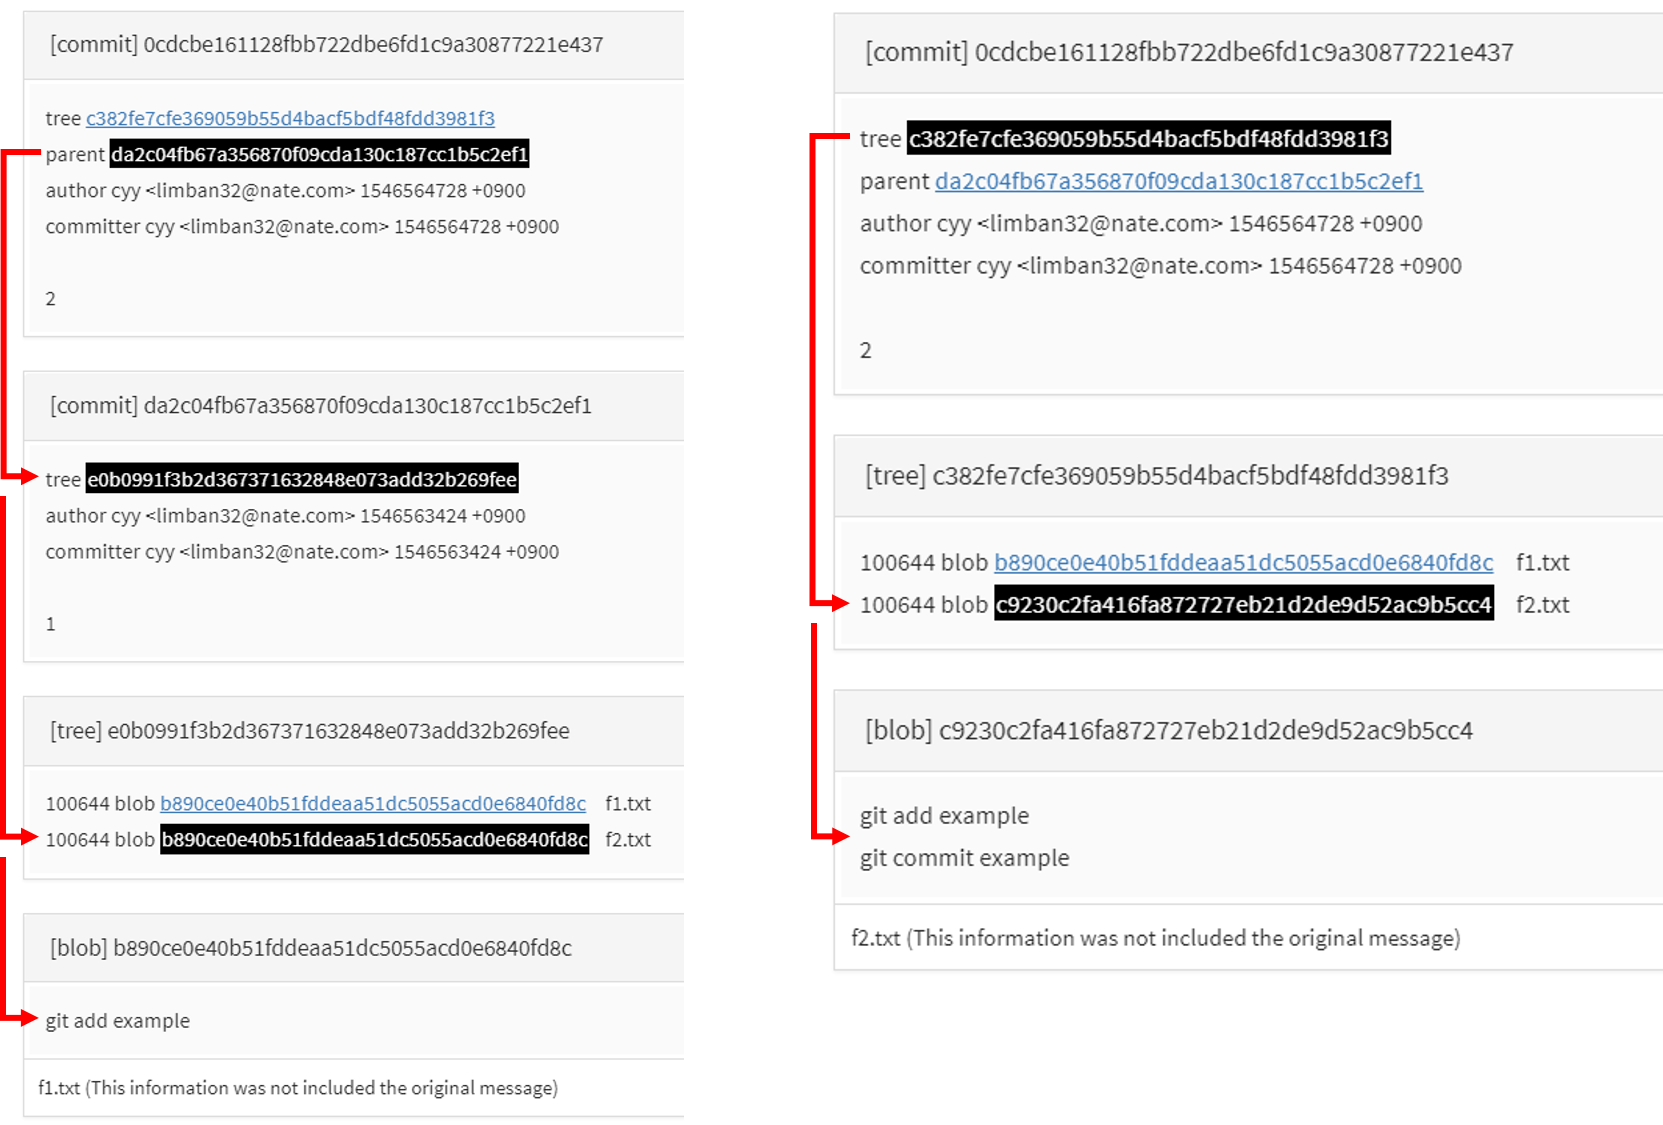 [commit] 0cdcbe161128fbb722dbe6fd1c9a30877221e437
tree c382fe7cfe369059b55d4bacf5bdf48fdd3981f3
parent da2c04fb67a356870f09cda130c187cc1b5c2ef1
author cyy <limban32@nate.com> 1546564728 +0900
committer cyy <limban32@nate.com> 1546564728 +0900
2
[commit] da2c04fb67a356870f09cda130c187cc1b5c2ef1
tree e0b0991f3b2d367371632848e073add32b269fee
author cyy <limban32@nate.com> 1546563424 +0900
committer cyy <limban32@nate.com> 1546563424 +0900
1
[tree] e0b0991f3b2d367371632848e073add32b269fee
100644 blob b890ce0e40b51fddeaa51dc5055acd0e6840fd8c f1.txt
100644 blob b890ce0e40b51fddeaa51dc5055acd0e6840fd8c f2.txt
[blob] b890ce0e40b51fddeaa51dc5055acd0e6840fd8c
git add example
f1.txt (This information was not included the original message)
[commit] 0cdcbe161128fbb722dbe6fd1c9a30877221e437
tree c382fe7cfe369059b55d4bacf5bdf48fdd3981f3
parent da2c04fb67a356870f09cda130c187cc1b5c2ef1
author cyy <limban32@nate.com> 1546564728 +0900
committer cyy <limban32@nate.com> 1546564728 +0900
2
[tree] c382fe7cfe369059b55d4bacf5bdf48fdd3981f3
100644 blob b890ce0e40b51fddeaa51dc5055acd0e6840fd8c f1.txt
100644 blob c9230c2fa416fa872727eb21d2de9d52ac9b5cc4 f2.txt
[blob] c9230c2fa416fa872727eb21d2de9d52ac9b5cc4
git add example
git commit example
f2.txt (This information was not included the original message)